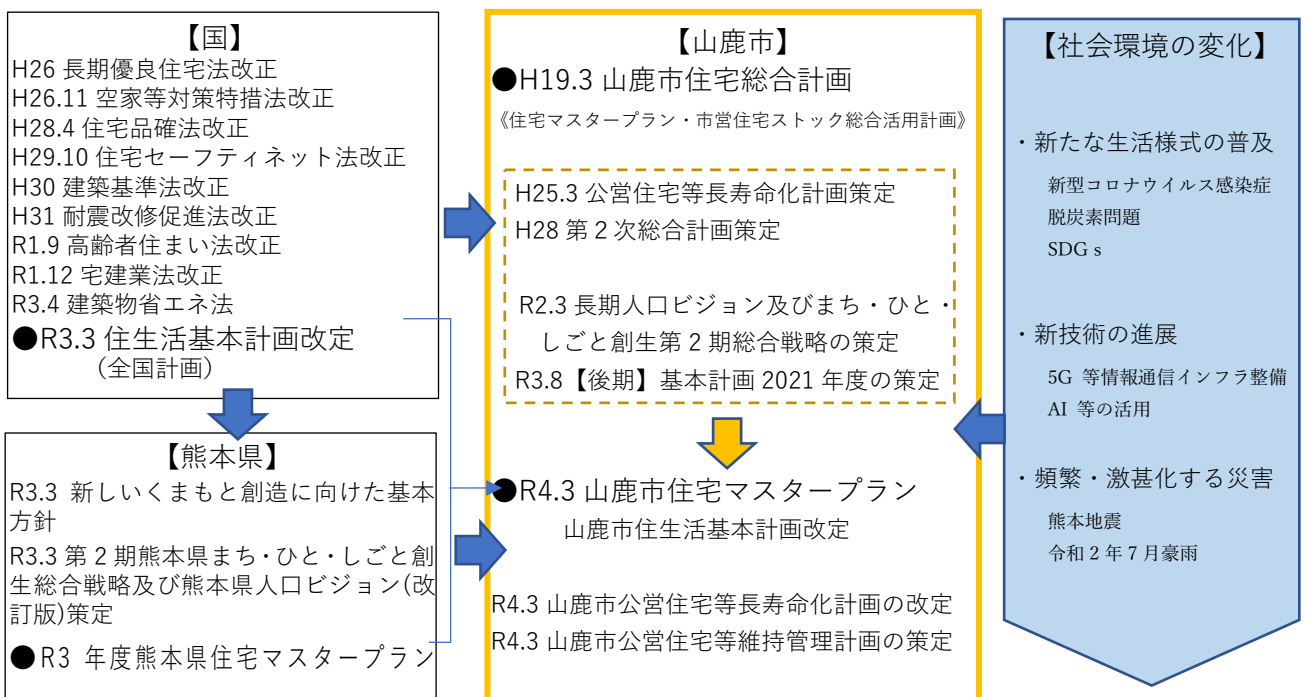 【国】
H26 長期優良住宅法改正
H26.11 空家等対策特措法改正
H28.4 住宅品確法改正
H29.10 住宅セーフティネット法改正
H30 建築基準法改正
H31 耐震改修促進法改正
R1.9 高齢者住まい法改正
R1.12 宅建業法改正
R3.4 建築物省エネ法
●R3.3 住生活基本計画改定
(全国計画)
【熊本県】
R3.3 新しいくまもと創造に向けた基本
方針
R3.3 第2期熊本県まち・ひと・しごと創
生総合戦略及び熊本県人口ビジョン(改
訂版)策定
●R3 年度熊本県住宅マスタープラン
【山鹿市】
●H19.3 山鹿市住宅総合計画
《住宅マスタープラン・市営住宅ストック総合活用計画》
H25.3 公営住宅等長寿命化計画策定
H28 第2次総合計画策定
R2.3 長期人口ビジョン及びまち・ひと・
しごと創生第2期総合戦略の策定
R3.8【後期】基本計画 2021 年度の策定
●R4.3 山鹿市住宅マスタープラン
山鹿市住生活基本計画改定
R4.3 山鹿市公営住宅等長寿命化計画の改定
R4.3 山鹿市公営住宅等維持管理計画の策定
【社会環境の変化】
・新たな生活様式の普及
新型コロナウイルス感染症
脱炭素問題
SDGｓ
・新技術の進展
5G 等情報通信インフラ整備
AI 等の活用
・頻繁・激甚化する災害
熊本地震
令和2年7月豪雨